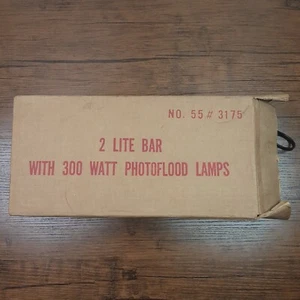 NO. 55 # 3175
2 LITE BAR
WITH 300 WATT PHOTOFLOOD LAMPS